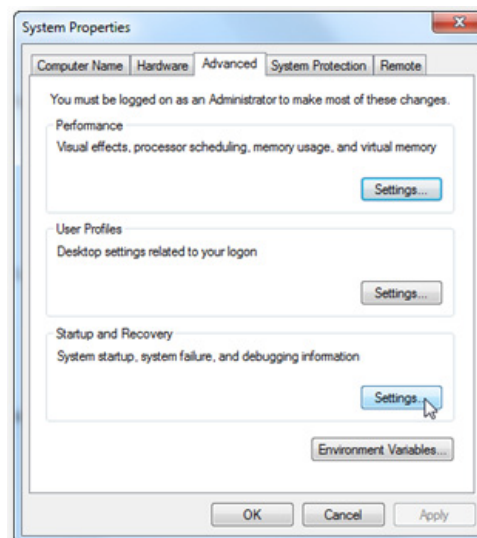 System Properties
Computer Name Hardware Advanced System Protection Remote
You must be logged on as an Administrator to make most of these changes.
Performance
Visual effects, processor scheduling, memory usage, and virtual memory
Settings...
User Profiles
Desktop settings related to your logon
Settings...
Startup and Recovery
System startup, system failure, and debugging information
Settings...
Environment Variables...
OK Cancel Apply